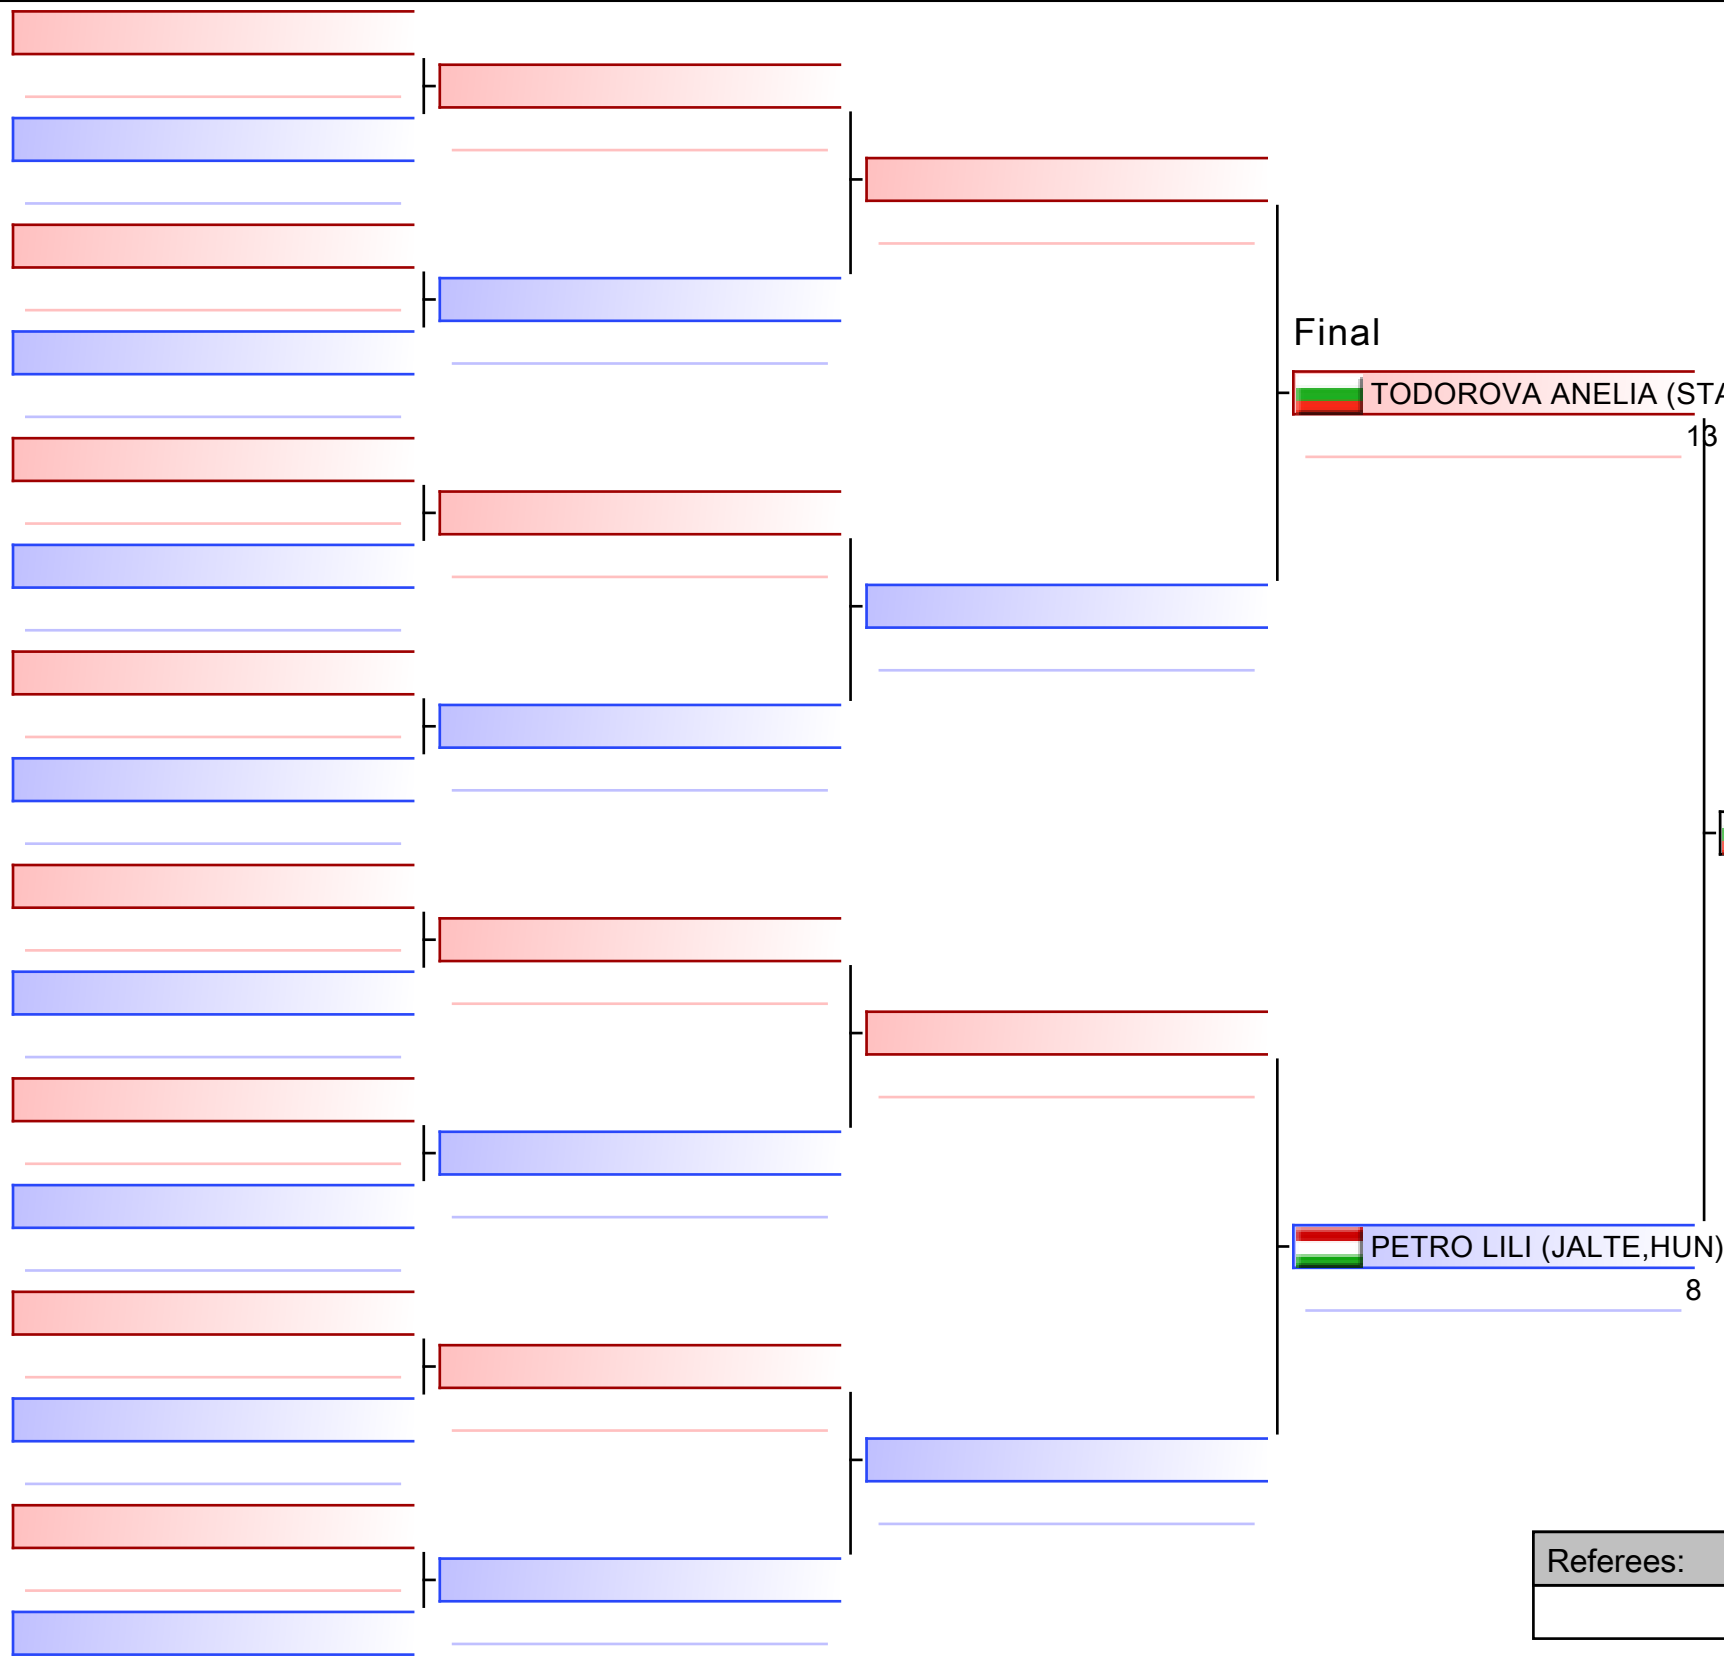 Final
TODOROVA ANELIA (STA
13
PETRO LILI (JALTE,HUN)
8
Referees: